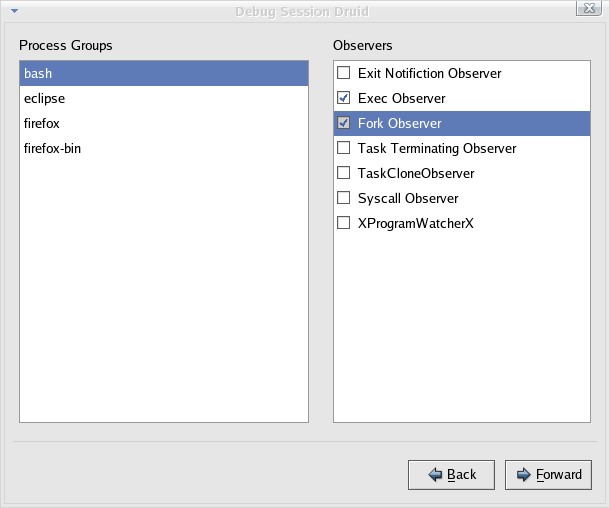 Debug Session Druid
Process Groups
bash
eclipse
firefox
firefox-bin
Observers
Exit Notifiction Observer
Exec Observer
Fork Observer
Task Terminating Observer
TaskCloneObserver
Syscall Observer
XProgramWatcherX
Back
Forward